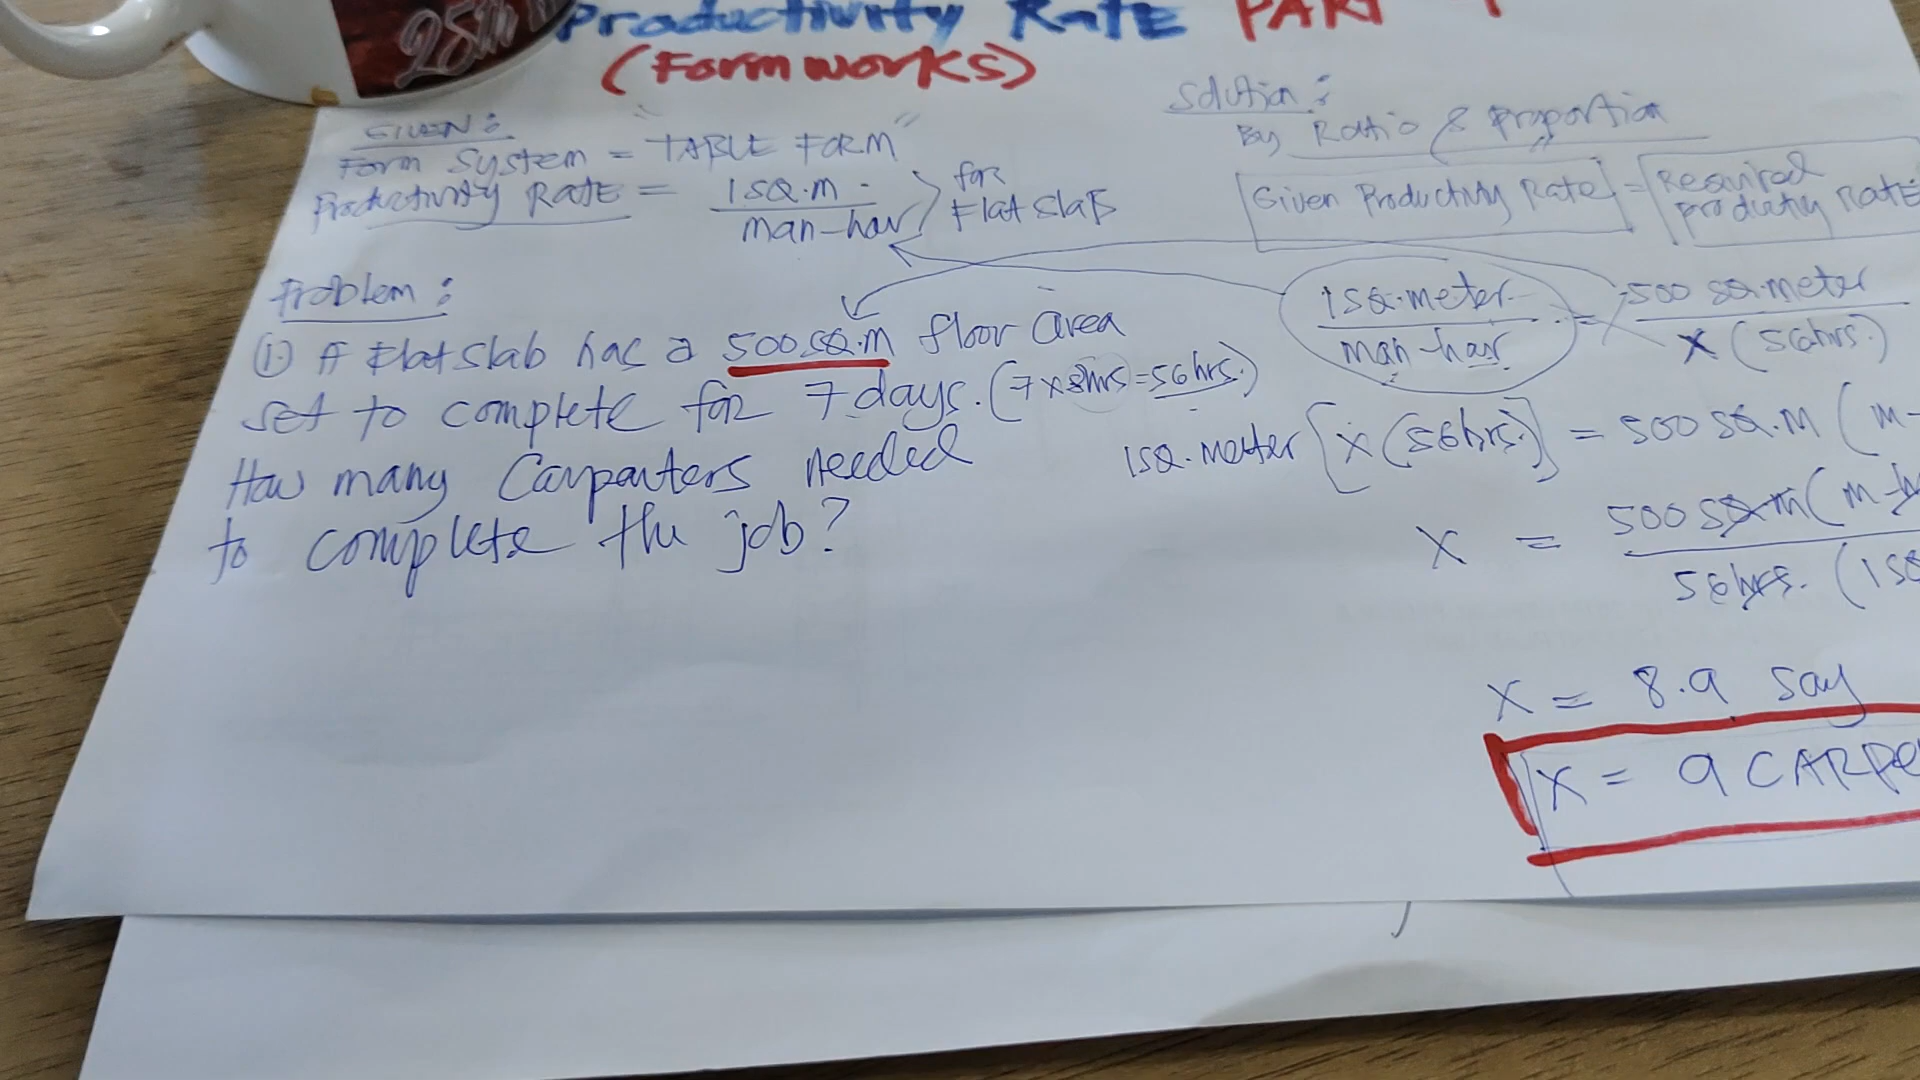 25th
Productivity Rate PART 1
(Formworks)
GIVEN:
Form System = "TABLE FORM"
Productivity Rate = 1 SQ.m / man-hour } for Flat Slab
Problem:
(1) A Flat Slab has a 500 SQ.M floor area
set to complete for 7 days. (7x8hrs=56hrs.)
How many Carpenters needed
to complete the job?
Solution:
By Ratio & Proportion
[Given Productivity Rate] = [Required
Productivity Rate
1 SQ.meter / man-hour = 500 SQ.meter / x (56hrs.)
1 SQ. meter [x (56hrs.)] = 500 SQ.M (m-
X = 500 SQ.m (m-h
56hrs. (1 SQ
X = 8.9 say
X = 9 CARPE